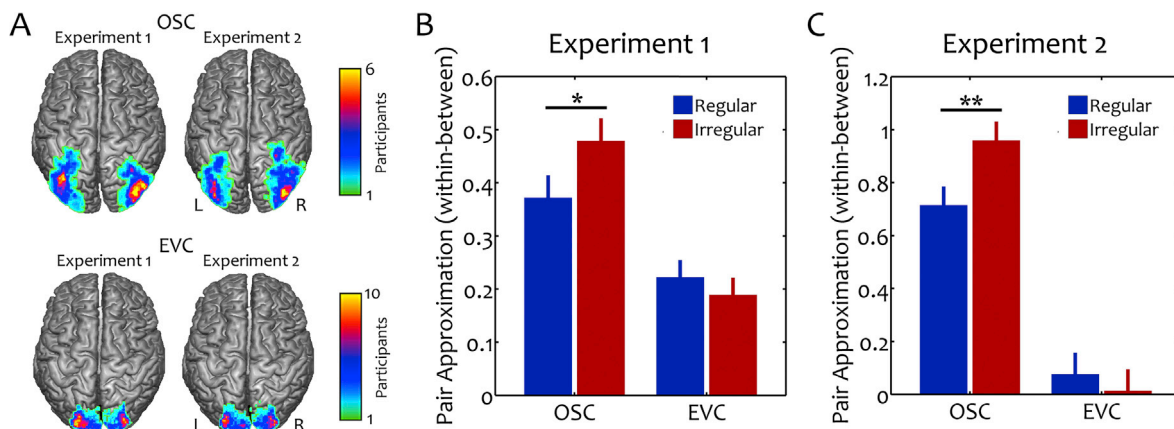 A
OSC
Experiment 1
Experiment 2
6
Participants
1
L
R
EVC
Experiment 1
Experiment 2
10
Participants
1
L
R
B
Experiment 1
Pair Approximation (within-between)
0.6
0.5
0.4
0.3
0.2
0.1
0
*
Regular
Irregular
OSC
EVC
C
Experiment 2
Pair Approximation (within-between)
1.2
1
0.8
0.6
0.4
0.2
0
**
Regular
Irregular
OSC
EVC